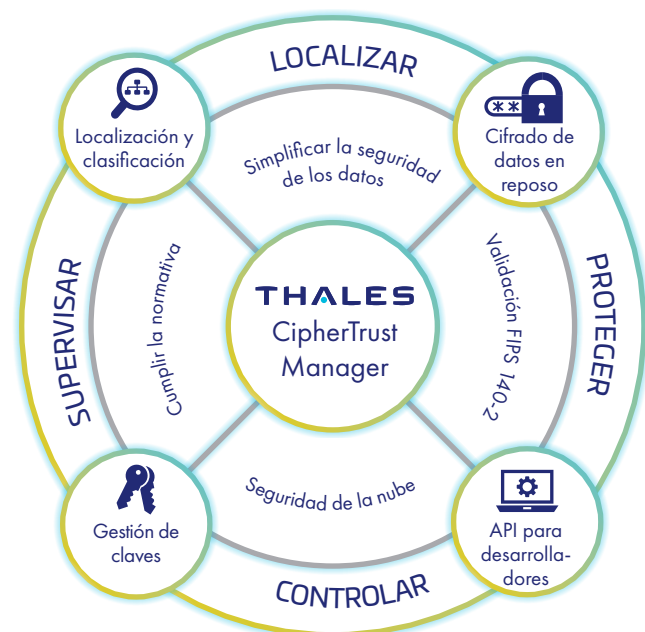 LOCALIZAR
Localización y
clasificación
**
Cifrado de
datos en
reposo
Simplificar la seguridad
de los datos
SUPERVISAR
Cumplir la normativa
THALES
CipherTrust
Manager
Validación FIPS 140-2
PROTEGER
Seguridad de la nube
Gestión de
claves
API para
desarrolla-
dores
CONTROLAR